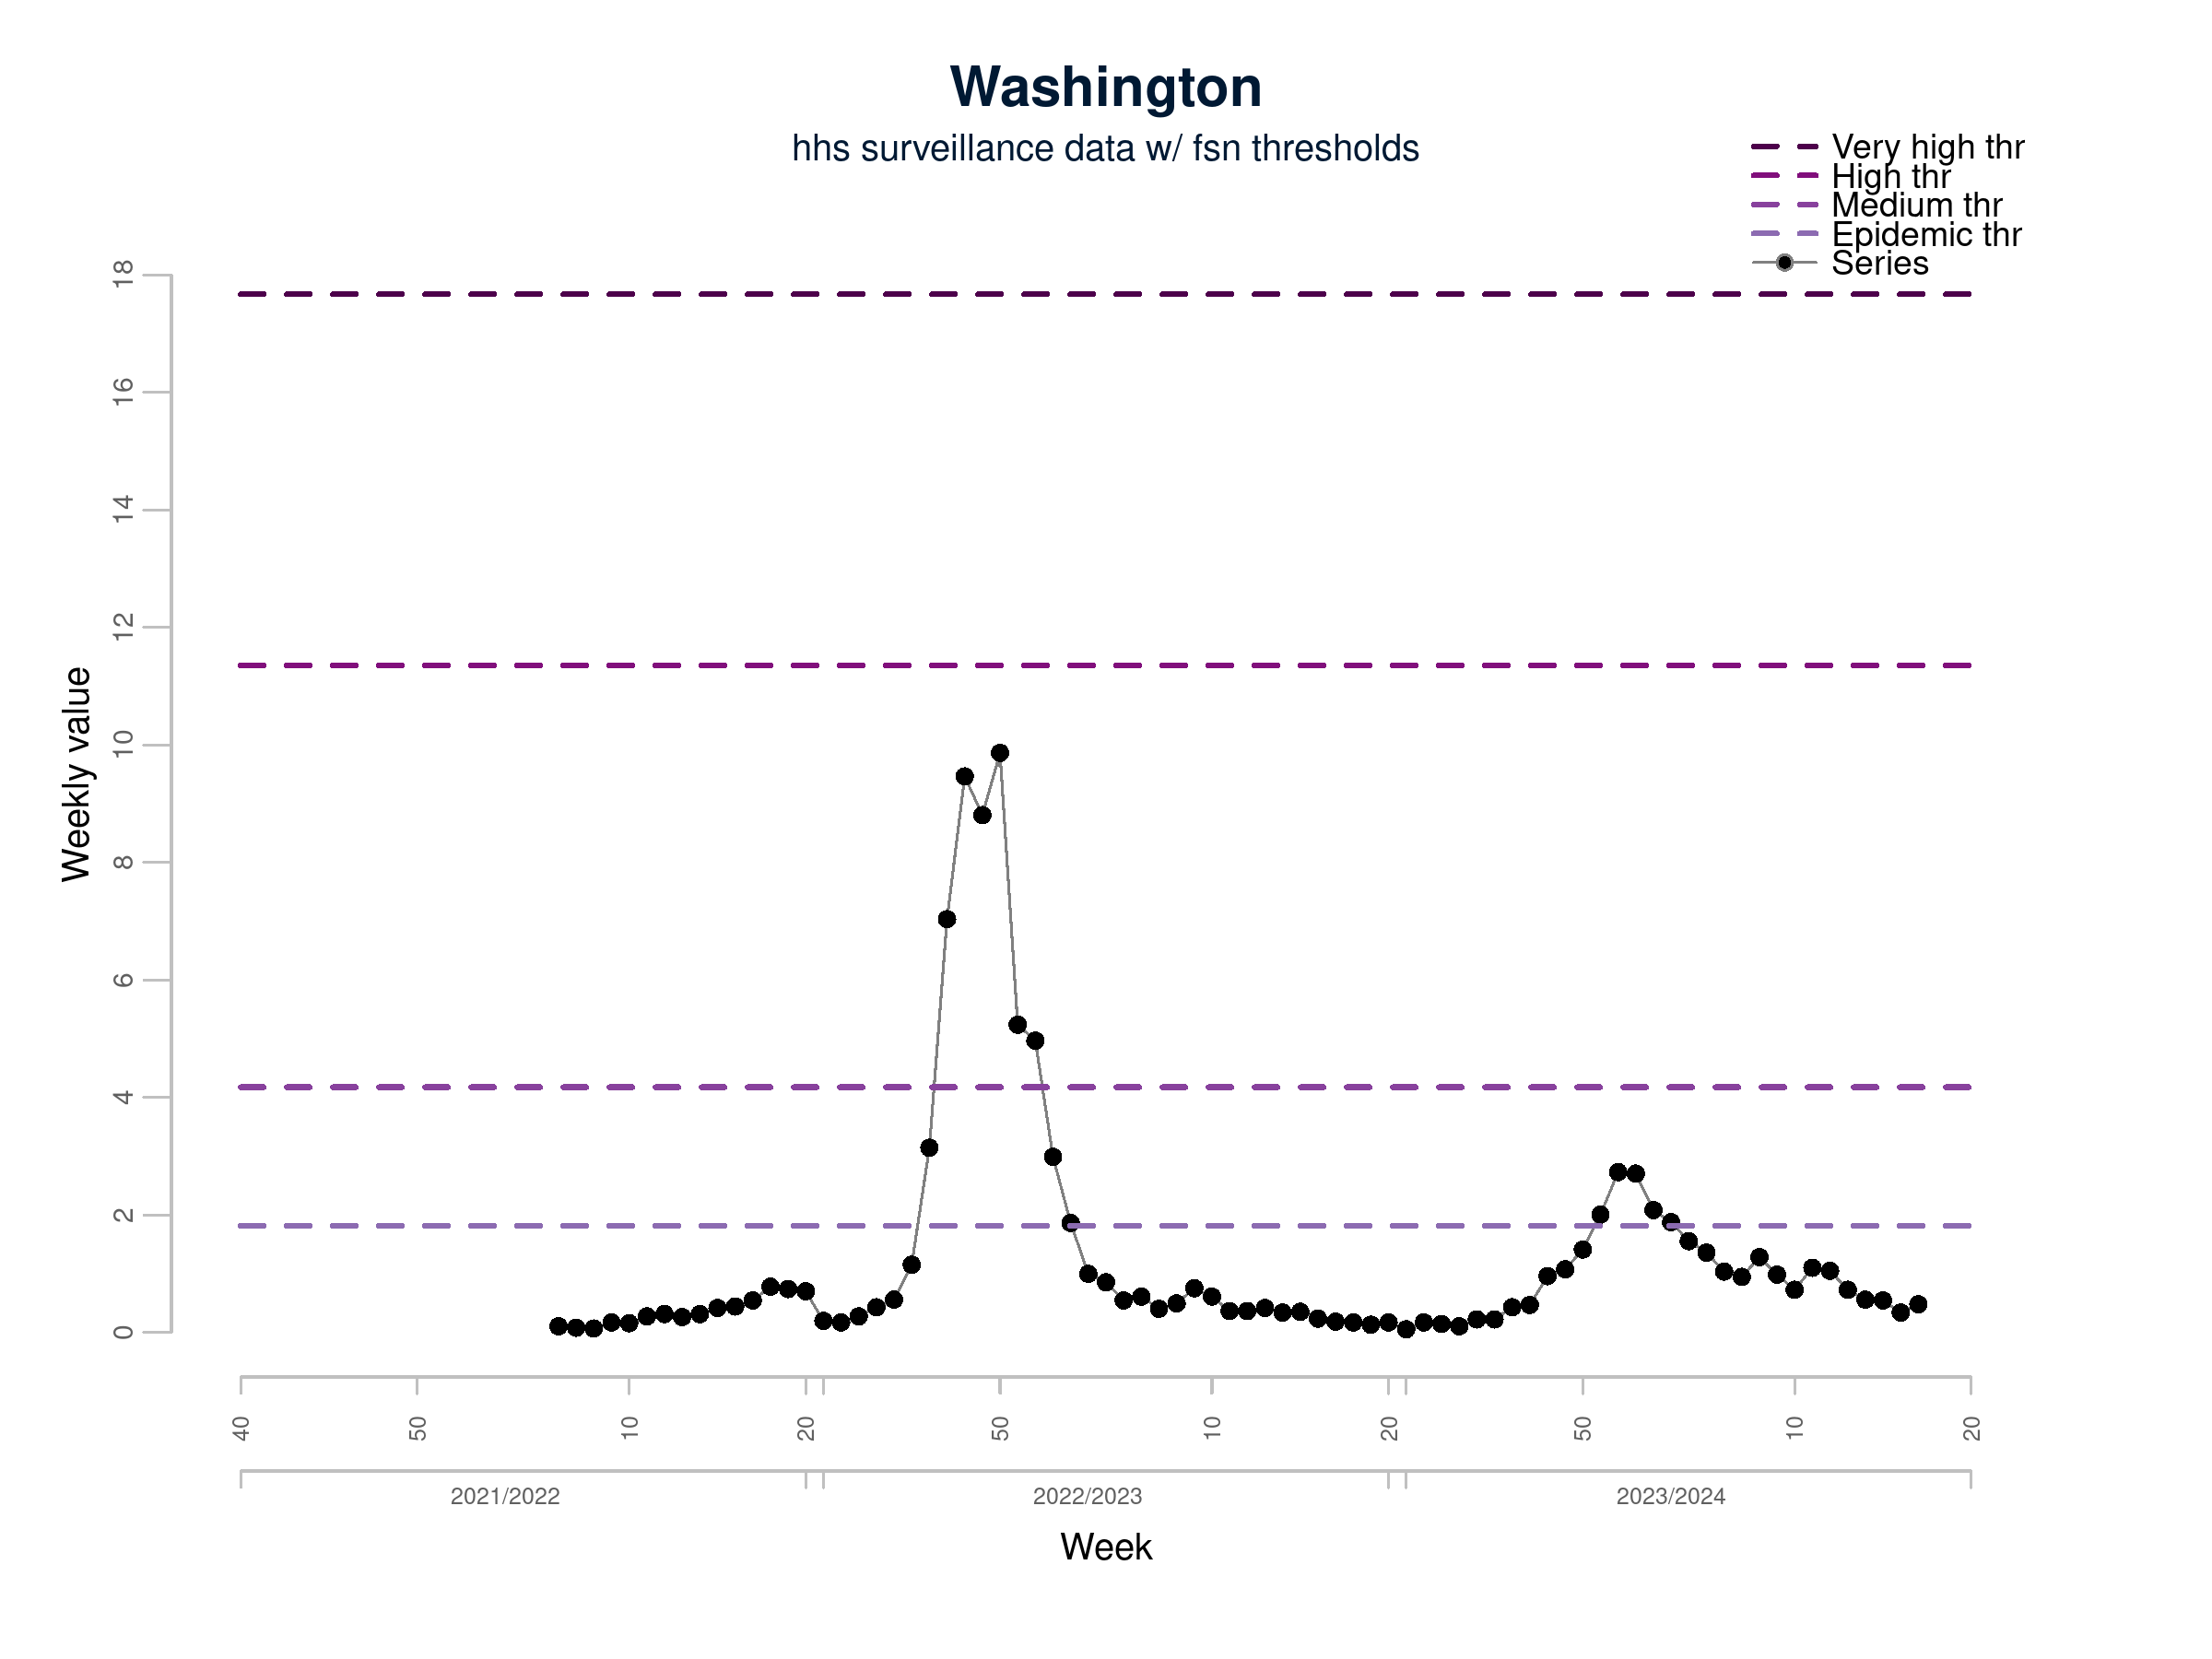 Washington
hhs surveillance data w/ fsn thresholds
Very high thr
High thr
Medium thr
Epidemic thr
Series
18
16
14
12
10
8
6
4
2
0
Weekly value
40 50 10 20 50 10 20 50 10 20
2021/2022 2022/2023 2023/2024
Week